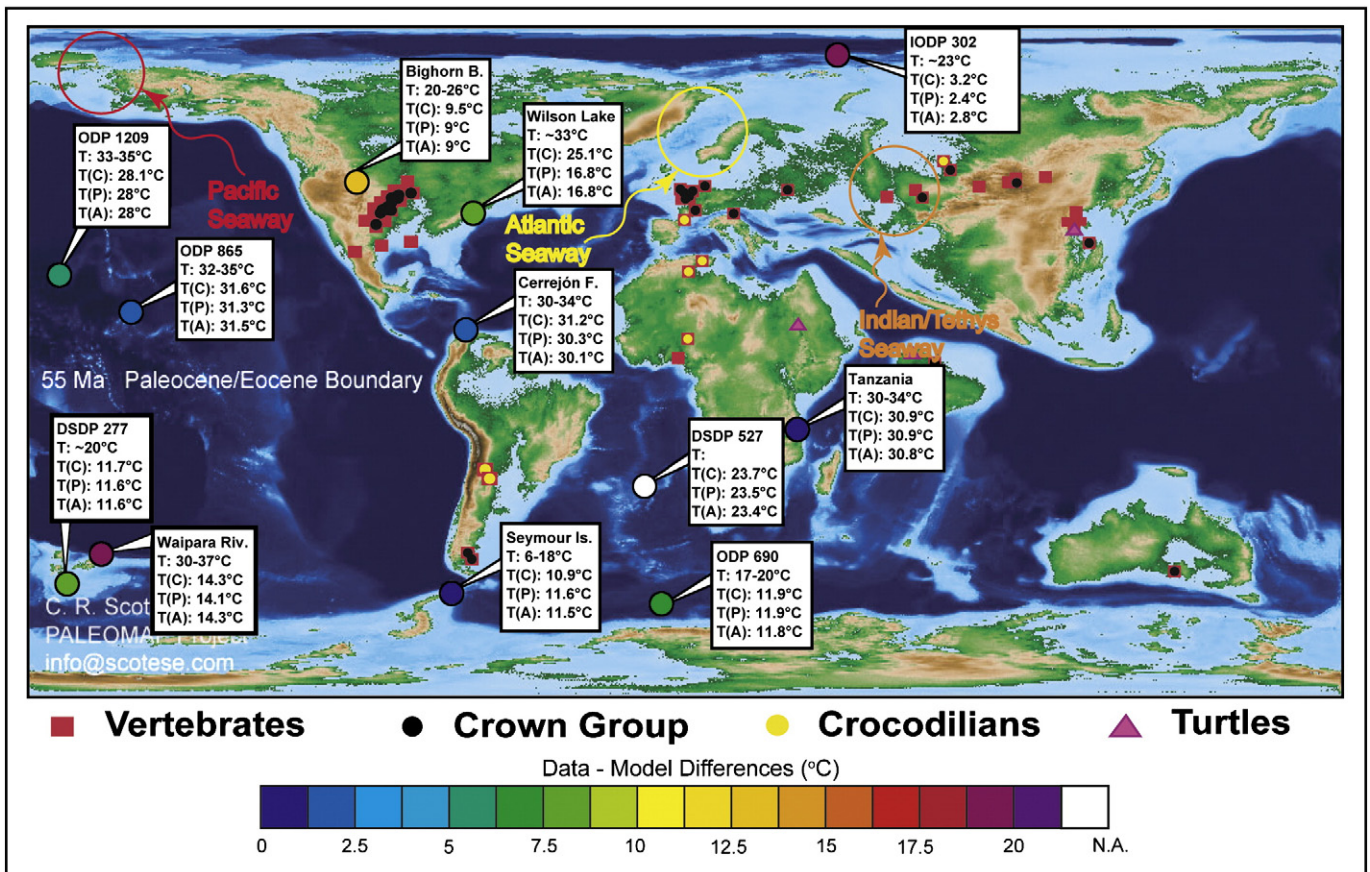 IODP 302
T: ~23°C
T(C): 3.2°C
T(P): 2.4°C
T(A): 2.8°C
Bighorn B.
T: 20-26°C
T(C): 9.5°C
T(P): 9°C
T(A): 9°C
Wilson Lake
T: ~33°C
T(C): 25.1°C
T(P): 16.8°C
T(A): 16.8°C
ODP 1209
T: 33-35°C
T(C): 28.1°C
T(P): 28°C
T(A): 28°C
Pacific
Seaway
Atlantic
Seaway
ODP 865
T: 32-35°C
T(C): 31.6°C
T(P): 31.3°C
T(A): 31.5°C
Cerrejón F.
T: 30-34°C
T(C): 31.2°C
T(P): 30.3°C
T(A): 30.1°C
Indian/Tethys
Seaway
55 Ma Paleocene/Eocene Boundary
Tanzania
T: 30-34°C
T(C): 30.9°C
T(P): 30.9°C
T(A): 30.8°C
DSDP 277
T: ~20°C
T(C): 11.7°C
T(P): 11.6°C
T(A): 11.6°C
DSDP 527
T:
T(C): 23.7°C
T(P): 23.5°C
T(A): 23.4°C
Waipara Riv.
T: 30-37°C
T(C): 14.3°C
T(P): 14.1°C
T(A): 14.3°C
Seymour Is.
T: 6-18°C
T(C): 10.9°C
T(P): 11.6°C
T(A): 11.5°C
ODP 690
T: 17-20°C
T(C): 11.9°C
T(P): 11.9°C
T(A): 11.8°C
C. R. Scot
PALEOMAP Project
info@scotese.com
Vertebrates
Crown Group
Crocodilians
Turtles
Data - Model Differences (°C)
0 2.5 5 7.5 10 12.5 15 17.5 20 N.A.